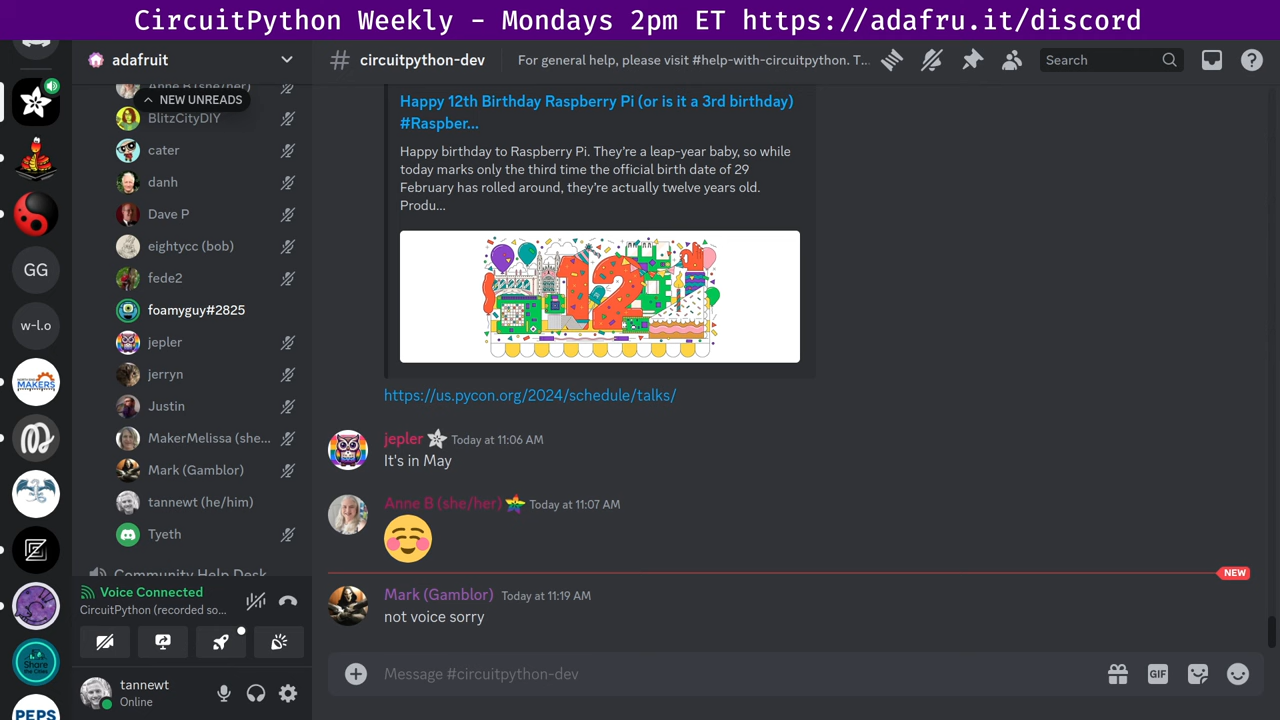 CircuitPython Weekly - Mondays 2pm ET https://adafru.it/discord
adafruit
# circuitpython-dev
For general help, please visit #help-with-circuitpython. T...
Search
Anne B (she/her)
NEW UNREADS
BlitzCityDIY
cater
danh
Dave P
eightycc (bob)
fede2
foamyguy#2825
jepler
jerryn
Justin
MakerMelissa (she...
Mark (Gamblor)
tannewt (he/him)
Tyeth
Community Help Desk
Voice Connected
CircuitPython (recorded so...
tannewt
Online
GG
w-l.o
MAKERS
Share
PEPS
Happy 12th Birthday Raspberry Pi (or is it a 3rd birthday)
#Raspber...
Happy birthday to Raspberry Pi. They're a leap-year baby, so while
today marks only the third time the official birth date of 29
February has rolled around, they're actually twelve years old.
Produ...
12
https://us.pycon.org/2024/schedule/talks/
jepler Today at 11:06 AM
It's in May
Anne B (she/her) Today at 11:07 AM
NEW
Mark (Gamblor) Today at 11:19 AM
not voice sorry
Message #circuitpython-dev
GIF